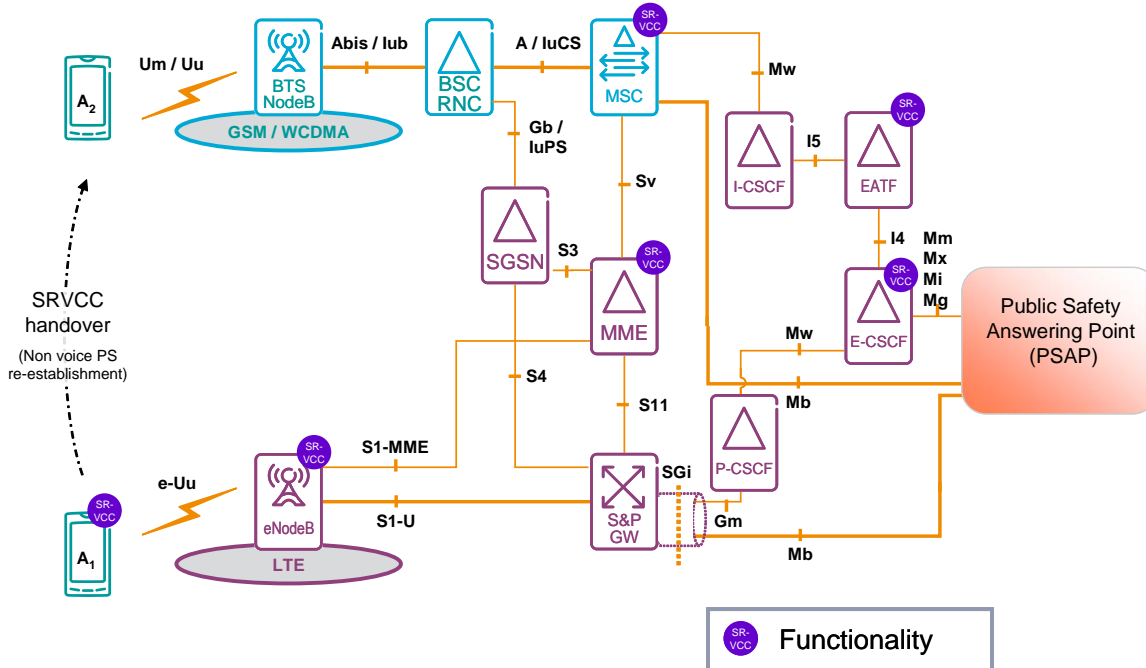 SR-
VCC
Um / Uu
Abis / Iub
A / IuCS
Mw
A2
BTS
NodeB
BSC
RNC
MSC
GSM / WCDMA
Gb /
IuPS
I-CSCF
I5
SR-
VCC
EATF
Sv
SGSN
S3
SR-
VCC
MME
I4
Mm
Mx
Mi
Mg
SR-
VCC
E-CSCF
Public Safety
Answering Point
(PSAP)
SRVCC
handover
(Non voice PS
re-establishment)
Mw
S4
S11
Mb
S1-MME
SR-
VCC
eNodeB
S1-U
LTE
e-Uu
SR-
VCC
A1
S&P
GW
SGi
P-CSCF
Gm
Mb
SR-
VCC
Functionality